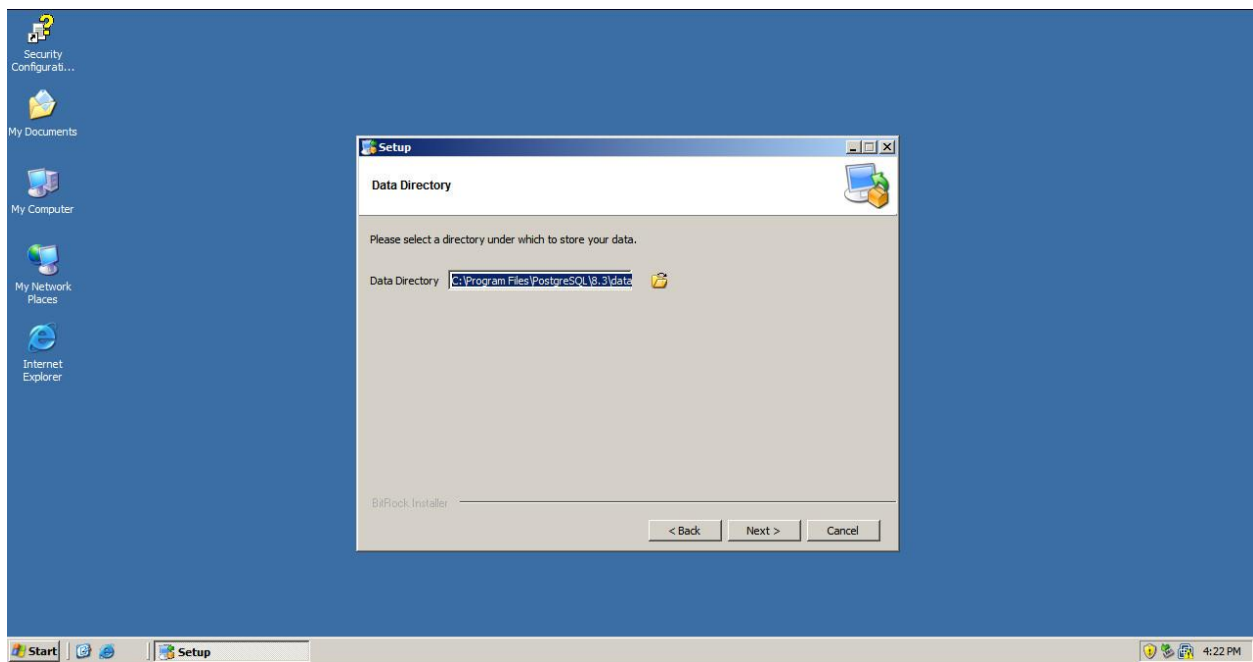 Security
Configurati...
My Documents
My Computer
My Network
Places
Internet
Explorer
Setup
Data Directory
Please select a directory under which to store your data.
Data Directory C:\Program Files\PostgreSQL\8.3\data
BitRock Installer
< Back Next > Cancel
Start Setup 4:22 PM